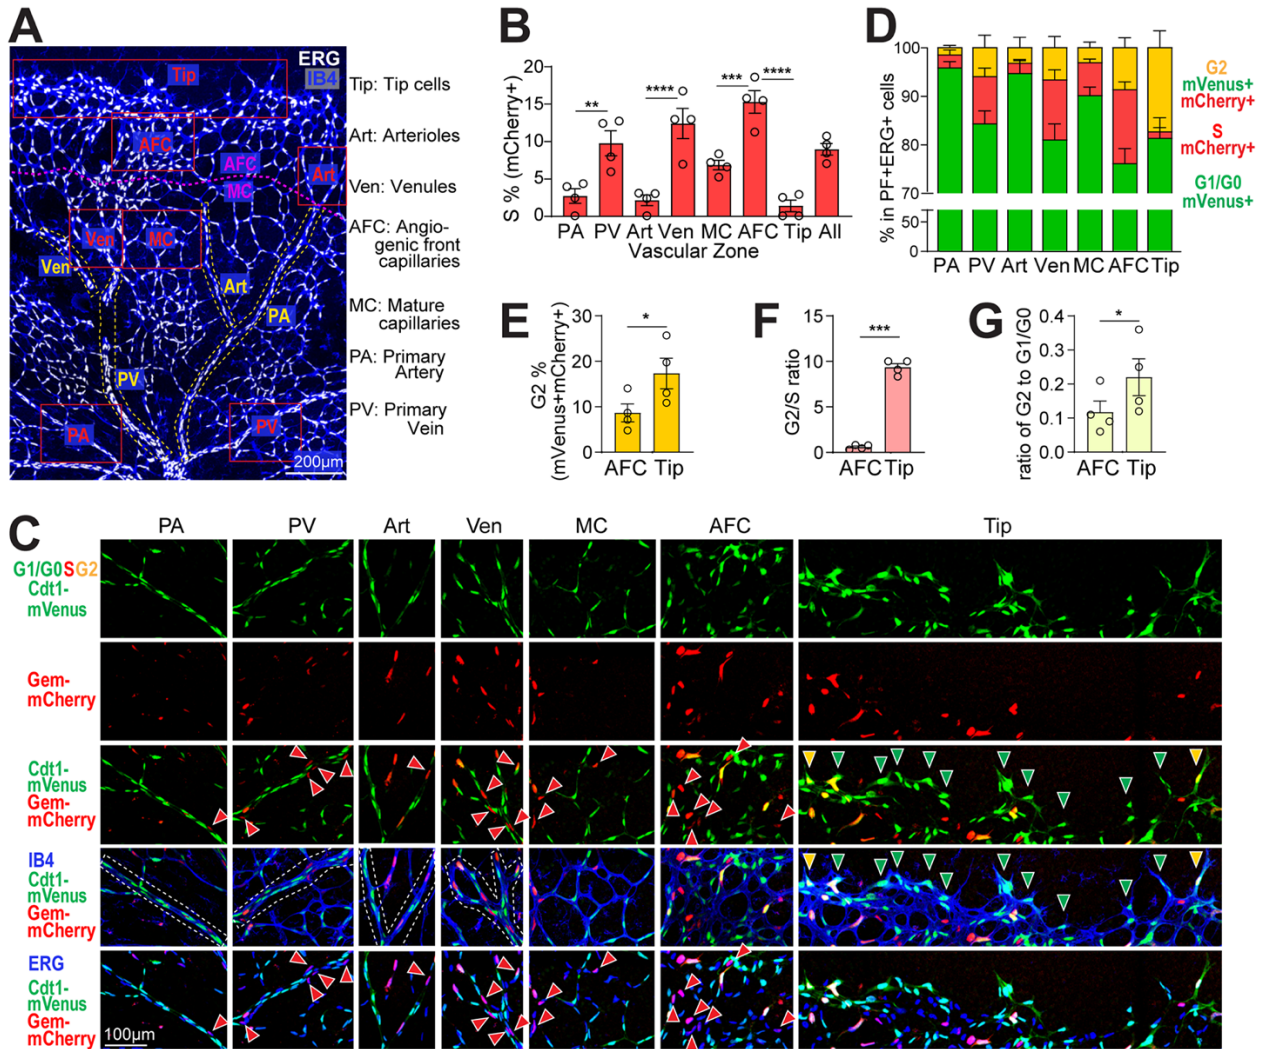 A
ERG
IB4
Tip
AFC
AFC
MC
Art
Ven
MC
Ven
Art
PA
PV
PA
PV
200µm
Tip: Tip cells
Art: Arterioles
Ven: Venules
AFC: Angio-
genic front
capillaries
MC: Mature
capillaries
PA: Primary
Artery
PV: Primary
Vein
B
S % (mCherry+)
20
15
10
5
0
**
****
***
****
PA PV Art Ven MC AFC Tip All
Vascular Zone
D
% in PF+ERG+ cells
100
90
80
70
50
0
PA PV Art Ven MC AFC Tip
G2
mVenus+
mCherry+
S
mCherry+
G1/G0
mVenus+
E
G2 %
(mVenus+mCherry+)
30
20
10
0
*
AFC Tip
F
G2/S ratio
15
10
5
0
***
AFC Tip
G
ratio of G2 to G1/G0
0.4
0.3
0.2
0.1
0.0
*
AFC Tip
C
PA PV Art Ven MC AFC Tip
G1/G0 S G2
Cdt1-
mVenus
Gem-
mCherry
Cdt1-
mVenus
Gem-
mCherry
IB4
Cdt1-
mVenus
Gem-
mCherry
ERG
Cdt1-
mVenus
Gem-
mCherry
100µm